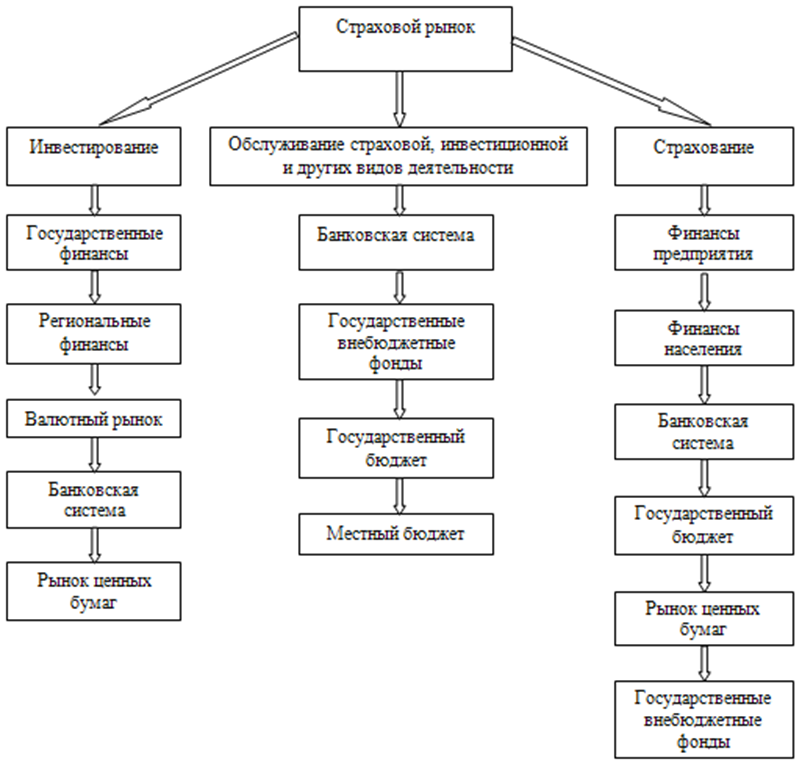 Страховой рынок
Инвестирование
Обслуживание страховой, инвестиционной
и других видов деятельности
Страхование
Государственные
финансы
Региональные
финансы
Валютный рынок
Банковская
система
Рынок ценных
бумаг
Банковская система
Государственные
внебюджетные
фонды
Государственный
бюджет
Местный бюджет
Финансы
предприятия
Финансы
населения
Банковская
система
Государственный
бюджет
Рынок ценных
бумаг
Государственные
внебюджетные
фонды